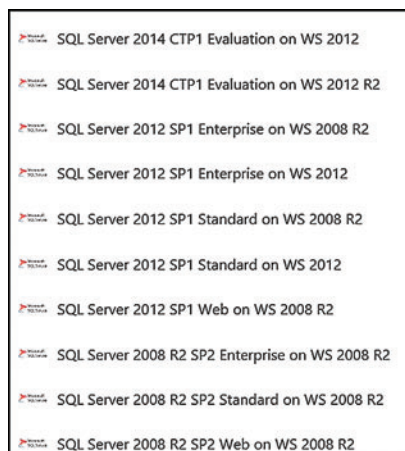 SQL Server 2014 CTP1 Evaluation on WS 2012
SQL Server 2014 CTP1 Evaluation on WS 2012 R2
SQL Server 2012 SP1 Enterprise on WS 2008 R2
SQL Server 2012 SP1 Enterprise on WS 2012
SQL Server 2012 SP1 Standard on WS 2008 R2
SQL Server 2012 SP1 Standard on WS 2012
SQL Server 2012 SP1 Web on WS 2008 R2
SQL Server 2008 R2 SP2 Enterprise on WS 2008 R2
SQL Server 2008 R2 SP2 Standard on WS 2008 R2
SQL Server 2008 R2 SP2 Web on WS 2008 R2